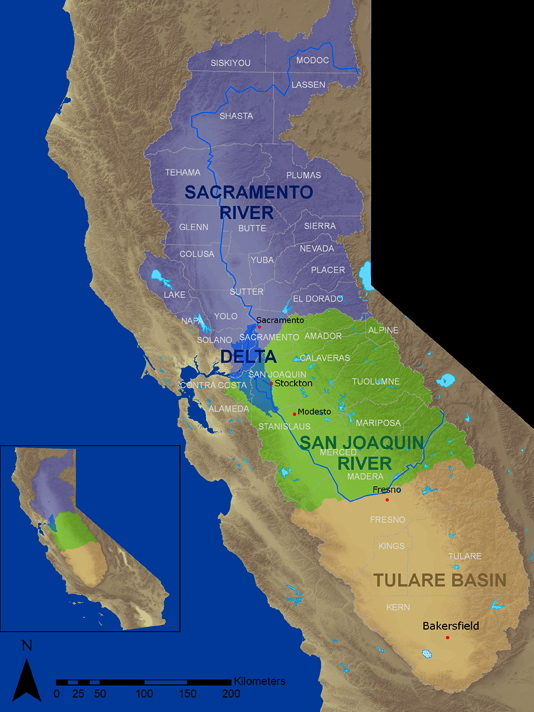 SISKIYOU
MODOC
LASSEN
SHASTA
TEHAMA
PLUMAS
SACRAMENTO
RIVER
GLENN
BUTTE
SIERRA
NEVADA
COLUSA
YUBA
PLACER
LAKE
SUTTER
EL DORADO
NAPA
YOLO
Sacramento
SOLANO
SACRAMENTO
AMADOR
ALPINE
DELTA
CALAVERAS
SAN JOAQUIN
Stockton
TUOLUMNE
CONTRA COSTA
ALAMEDA
Modesto
STANISLAUS
MARIPOSA
SAN JOAQUIN
RIVER
MERCED
MADERA
Fresno
FRESNO
KINGS
TULARE
TULARE BASIN
KERN
Bakersfield
N
Kilometers
0 25 50 100 150 200